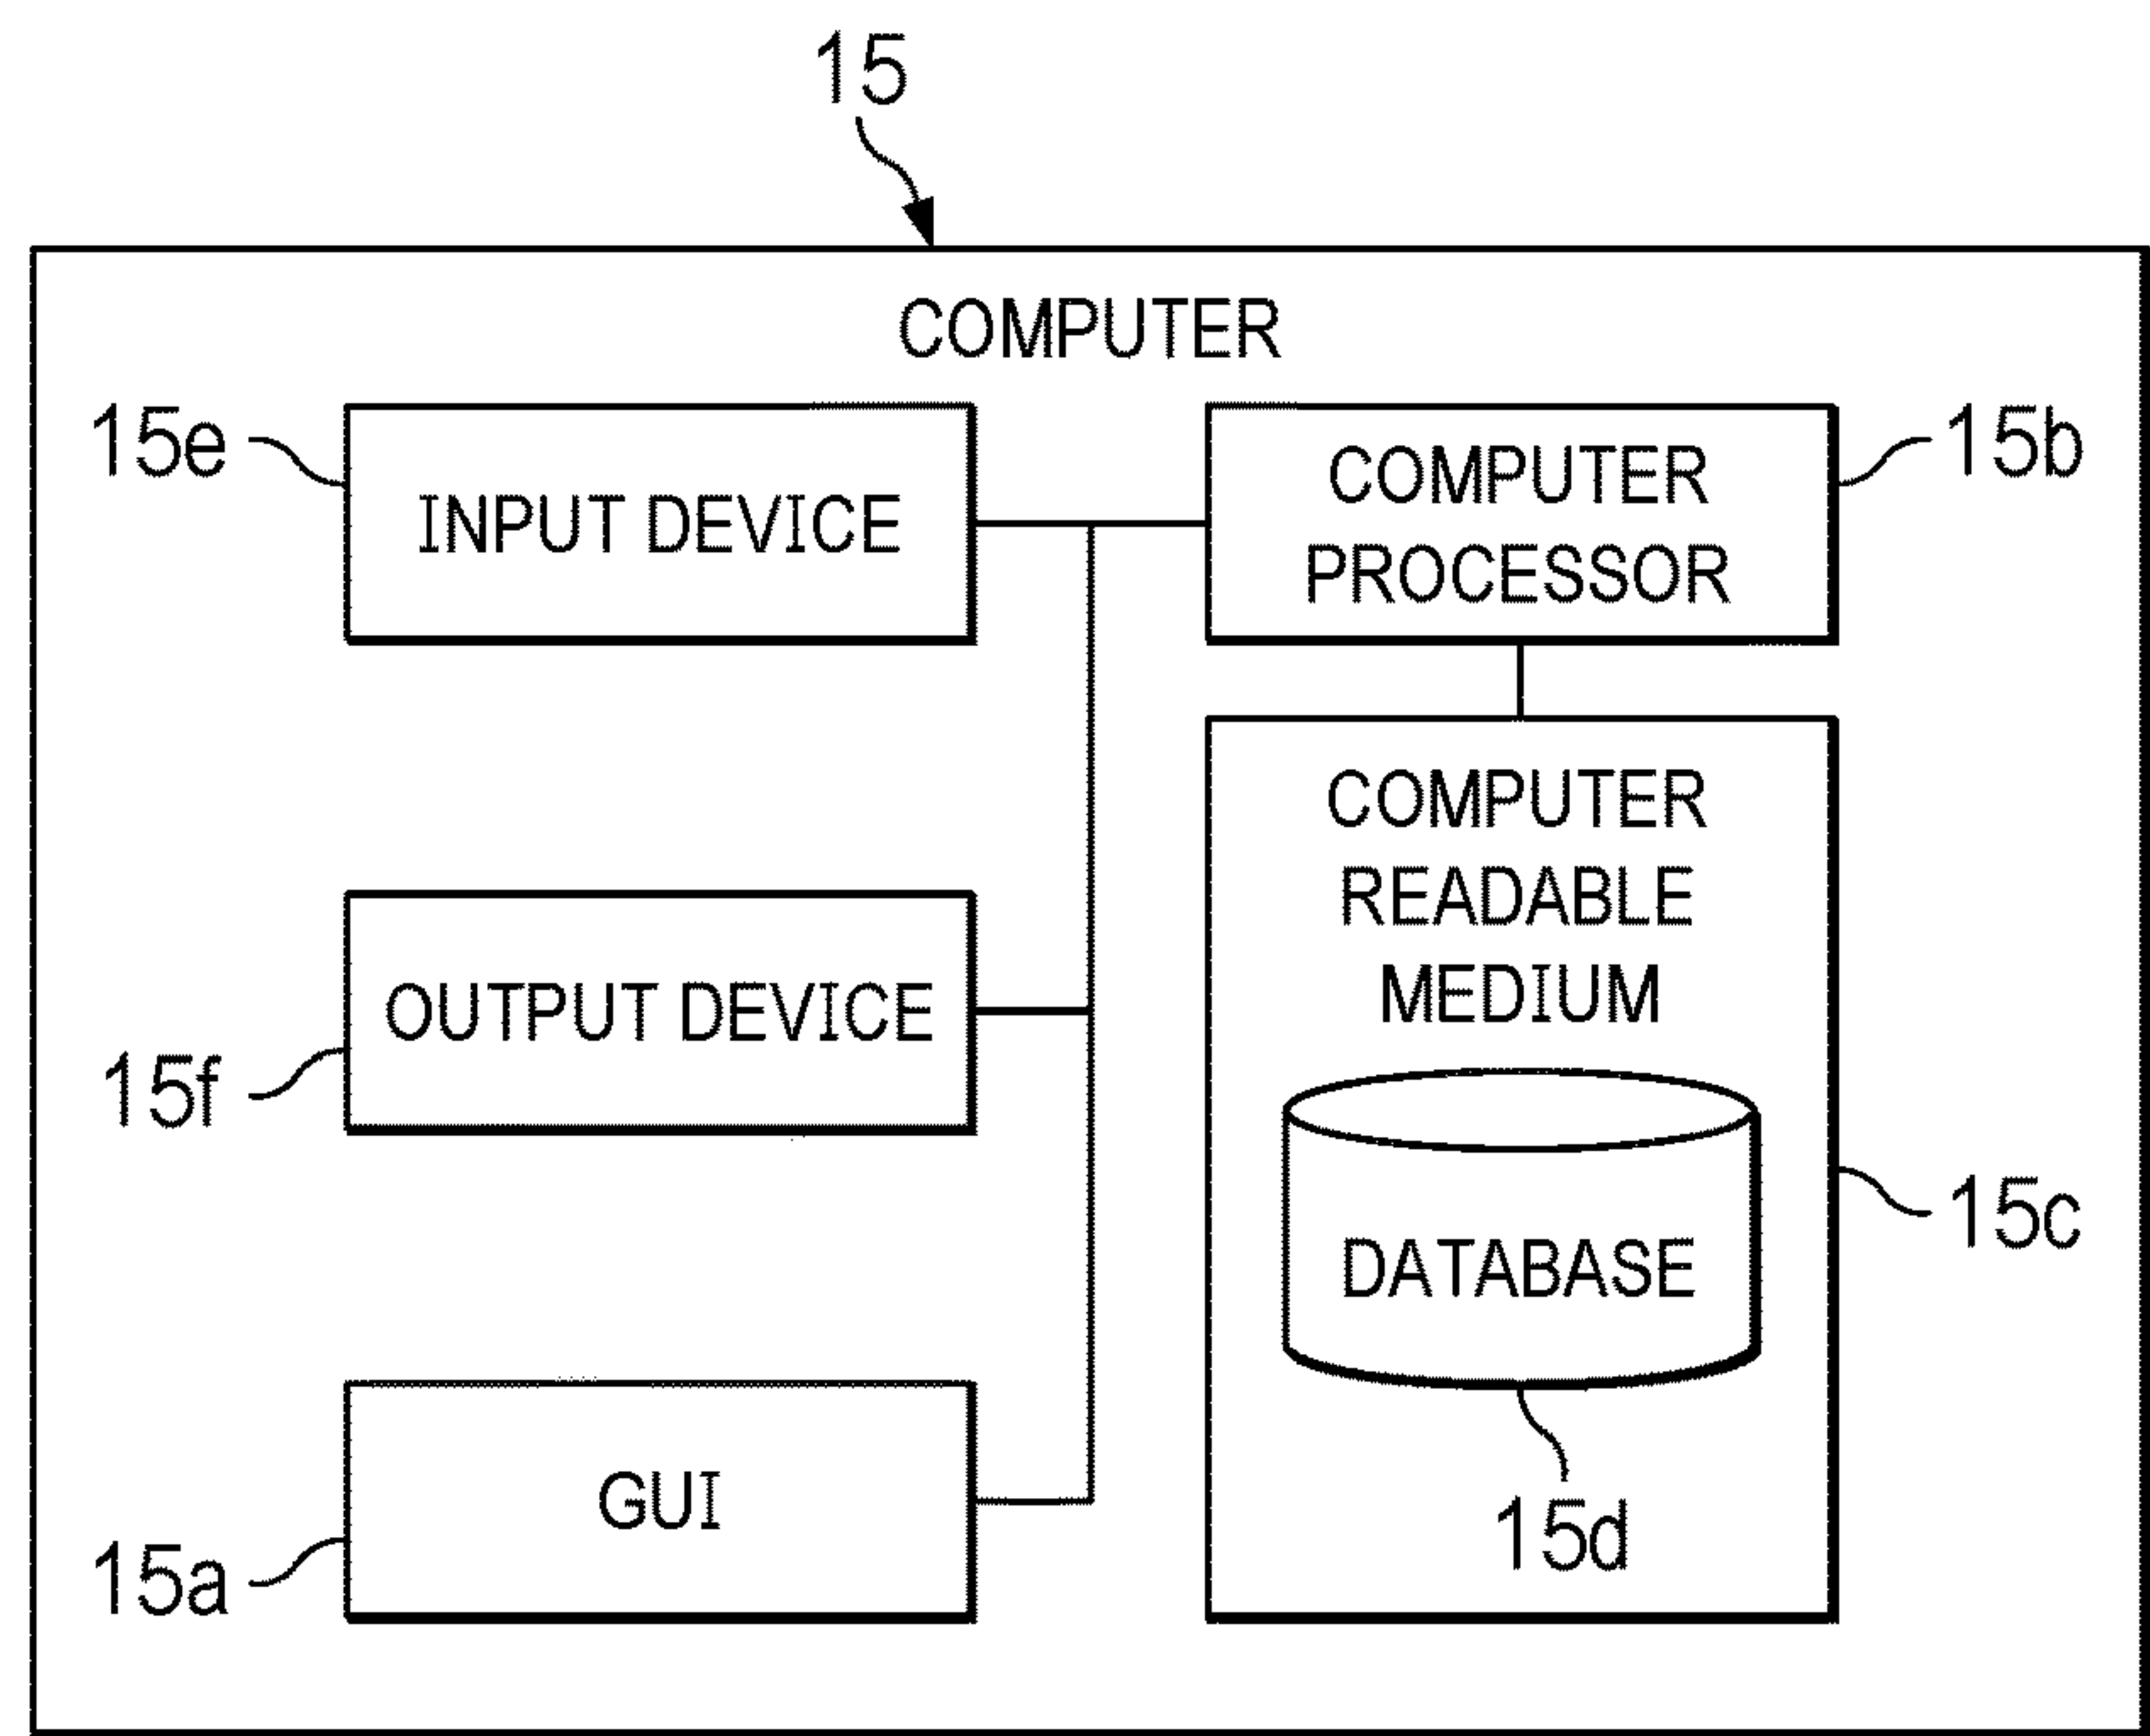 15
COMPUTER
15e
INPUT DEVICE
COMPUTER
PROCESSOR
15b
OUTPUT DEVICE
15f
COMPUTER
READABLE
MEDIUM
DATABASE
15c
15d
GUI
15a